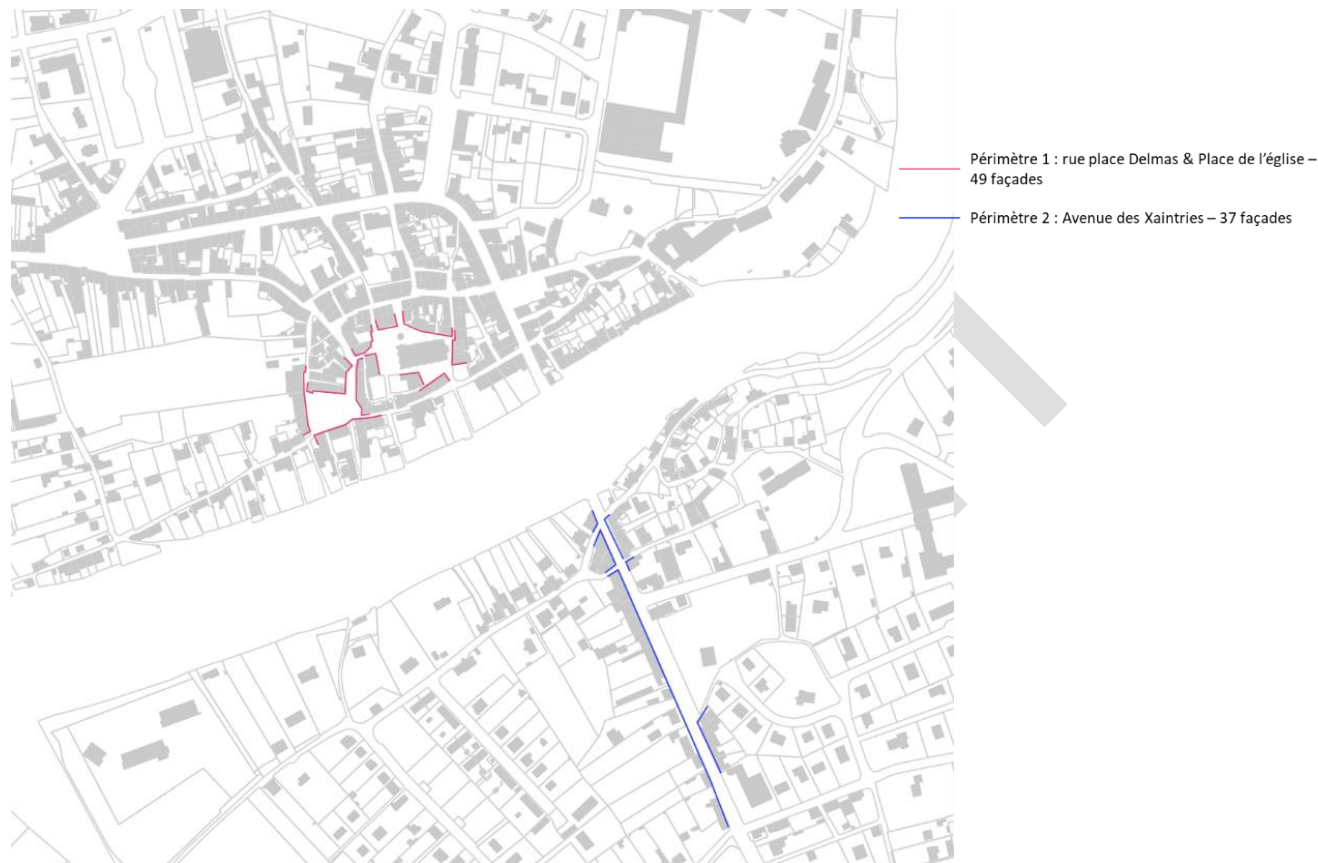 Périmètre 1 : rue place Delmas & Place de l’église –
49 façades
Périmètre 2 : Avenue des Xaintries – 37 façades